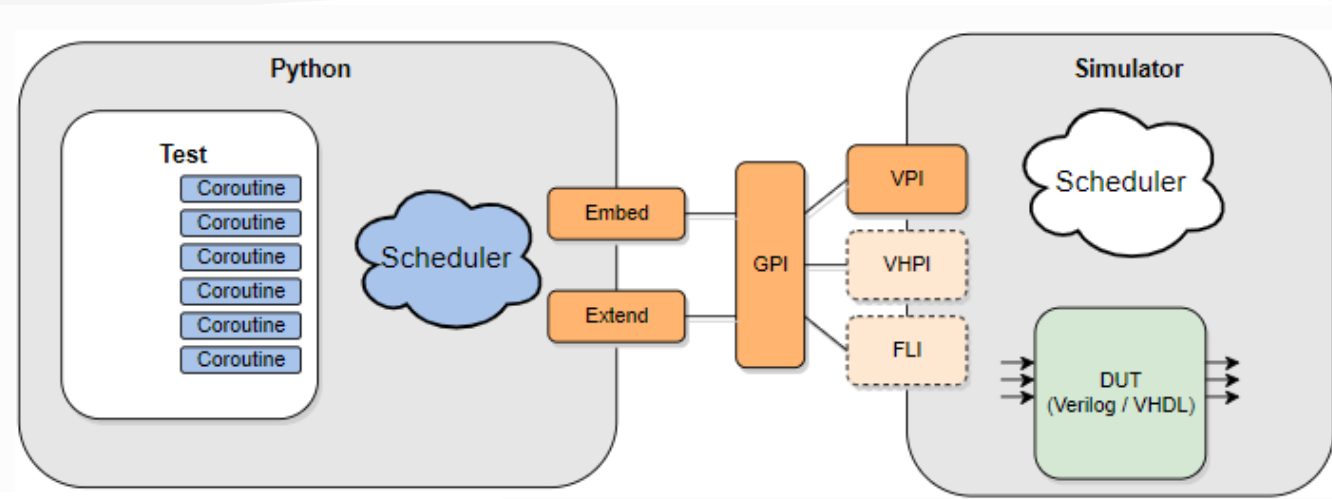 Python
Test
Coroutine
Coroutine
Coroutine
Coroutine
Coroutine
Coroutine
Scheduler
Embed
Extend
GPI
VPI
VHPI
FLI
Simulator
Scheduler
DUT
(Verilog / VHDL)